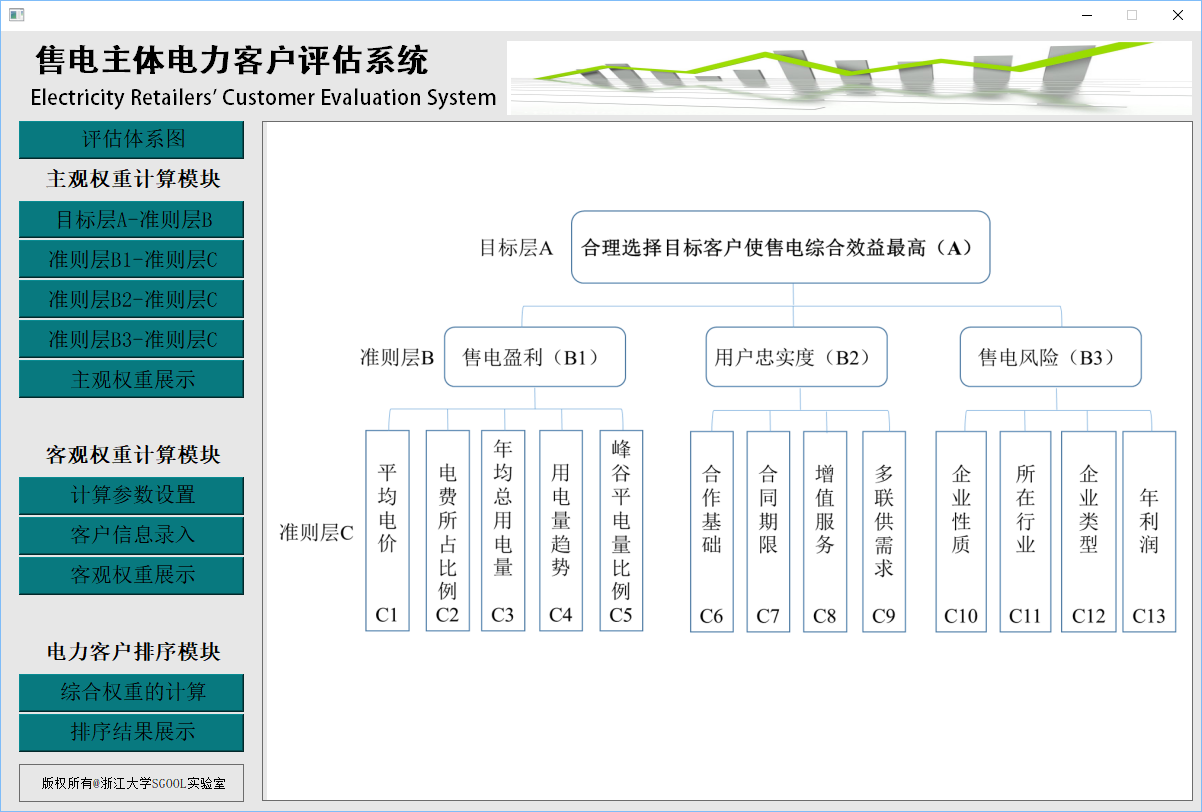 售电主体电力客户评估系统
Electricity Retailers’ Customer Evaluation System
评估体系图
主观权重计算模块
目标层A-准则层B
准则层B1-准则层C
准则层B2-准则层C
准则层B3-准则层C
主观权重展示
客观权重计算模块
计算参数设置
客户信息录入
客观权重展示
电力客户排序模块
综合权重的计算
排序结果展示
版权所有@浙江大学SGOOL实验室
目标层A
合理选择目标客户使售电综合效益最高（A）
准则层B
售电盈利（B1）
用户忠实度（B2）
售电风险（B3）
准则层C
平均电价 C1
电费所占比例 C2
年均总用电量 C3
用电量趋势 C4
峰谷平电量比例 C5
合作基础 C6
合同期限 C7
增值服务 C8
多联供需求 C9
企业性质 C10
所在行业 C11
企业类型 C12
年利润 C13